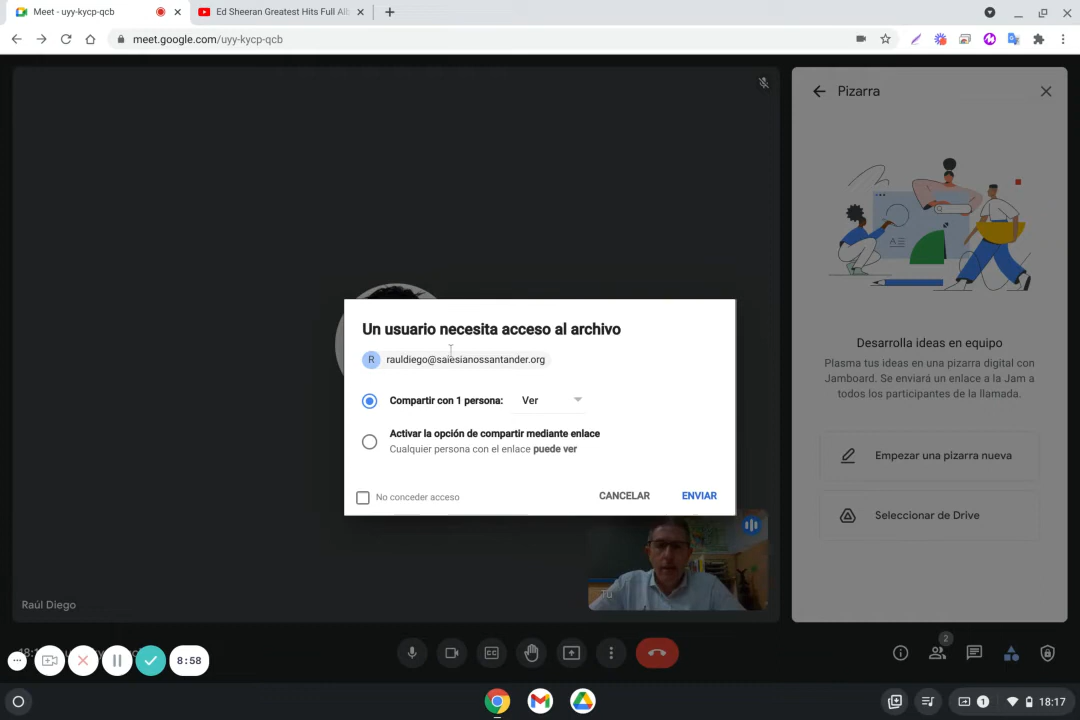 Meet - uyy-kycp-qcb
Ed Sheeran Greatest Hits Full Alb
meet.google.com/uyy-kycp-qcb
Pizarra
Un usuario necesita acceso al archivo
R rauldiego@salesianossantander.org
Compartir con 1 persona: Ver
Activar la opción de compartir mediante enlace
Cualquier persona con el enlace puede ver
No conceder acceso
CANCELAR ENVIAR
Desarrolla ideas en equipo
Plasma tus ideas en una pizarra digital con
Jamboard. Se enviará un enlace a la Jam a
todos los participantes de la llamada.
Empezar una pizarra nueva
Seleccionar de Drive
Tú
Raúl Diego
8:58
CC
2
1
18:17